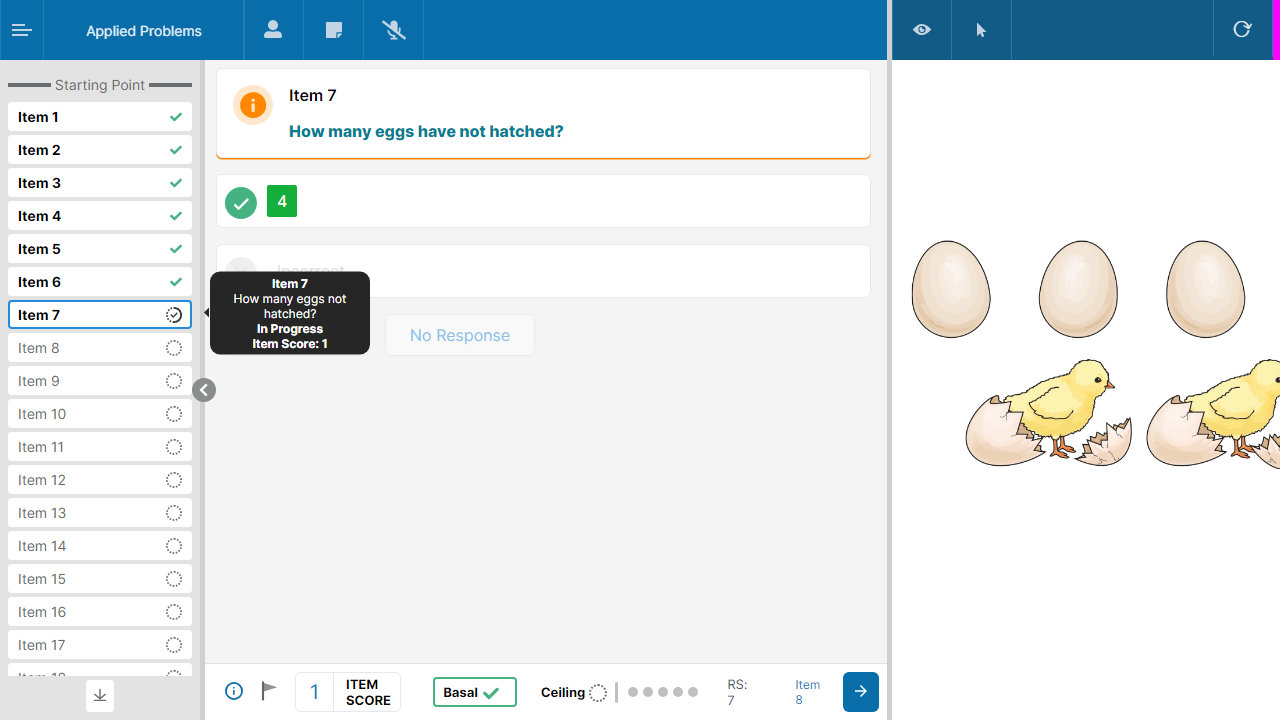 Applied Problems
Starting Point
Item 1
Item 2
Item 3
Item 4
Item 5
Item 6
Item 7
Item 8
Item 9
Item 10
Item 11
Item 12
Item 13
Item 14
Item 15
Item 16
Item 17
Item 18
Item 7
How many eggs have not hatched?
4
Incorrect
Item 7
How many eggs not
hatched?
In Progress
Item Score: 1
No Response
1
ITEM
SCORE
Basal
Ceiling
RS:
7
Item
8